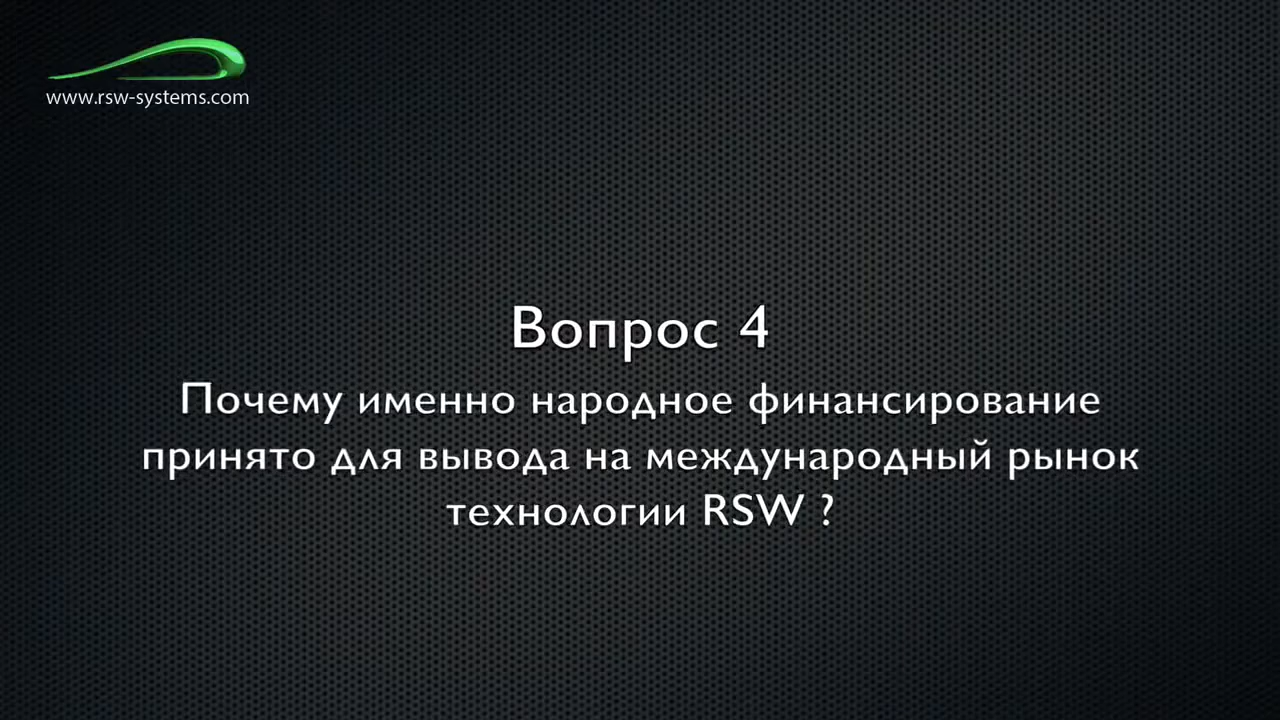 www.rsw-systems.com
Вопрос 4
Почему именно народное финансирование
принято для вывода на международный рынок
технологии RSW ?